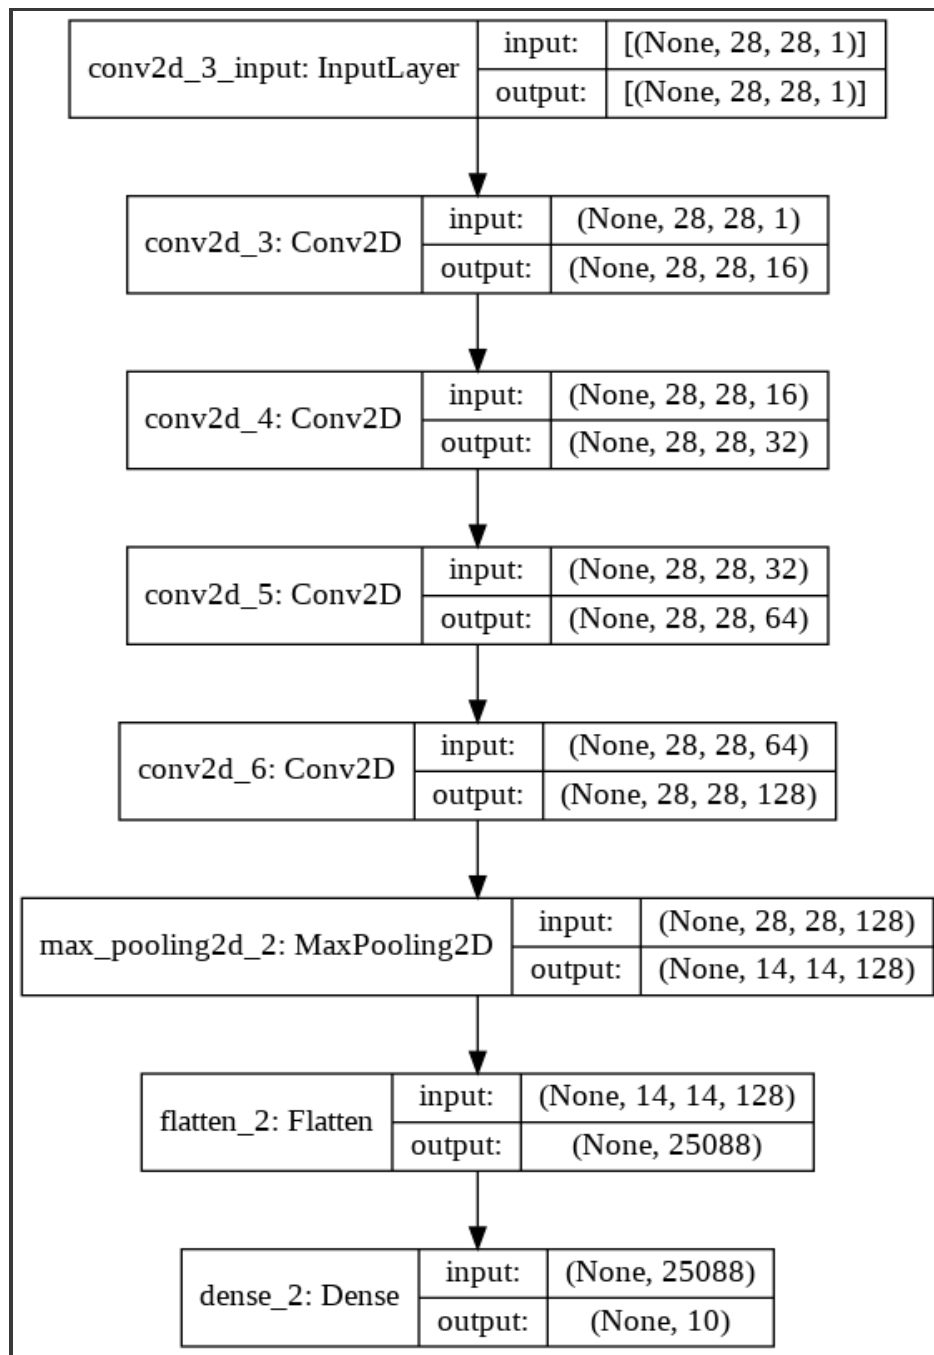 conv2d_3_input: InputLayer
input: [(None, 28, 28, 1)]
output: [(None, 28, 28, 1)]
conv2d_3: Conv2D
input: (None, 28, 28, 1)
output: (None, 28, 28, 16)
conv2d_4: Conv2D
input: (None, 28, 28, 16)
output: (None, 28, 28, 32)
conv2d_5: Conv2D
input: (None, 28, 28, 32)
output: (None, 28, 28, 64)
conv2d_6: Conv2D
input: (None, 28, 28, 64)
output: (None, 28, 28, 128)
max_pooling2d_2: MaxPooling2D
input: (None, 28, 28, 128)
output: (None, 14, 14, 128)
flatten_2: Flatten
input: (None, 14, 14, 128)
output: (None, 25088)
dense_2: Dense
input: (None, 25088)
output: (None, 10)